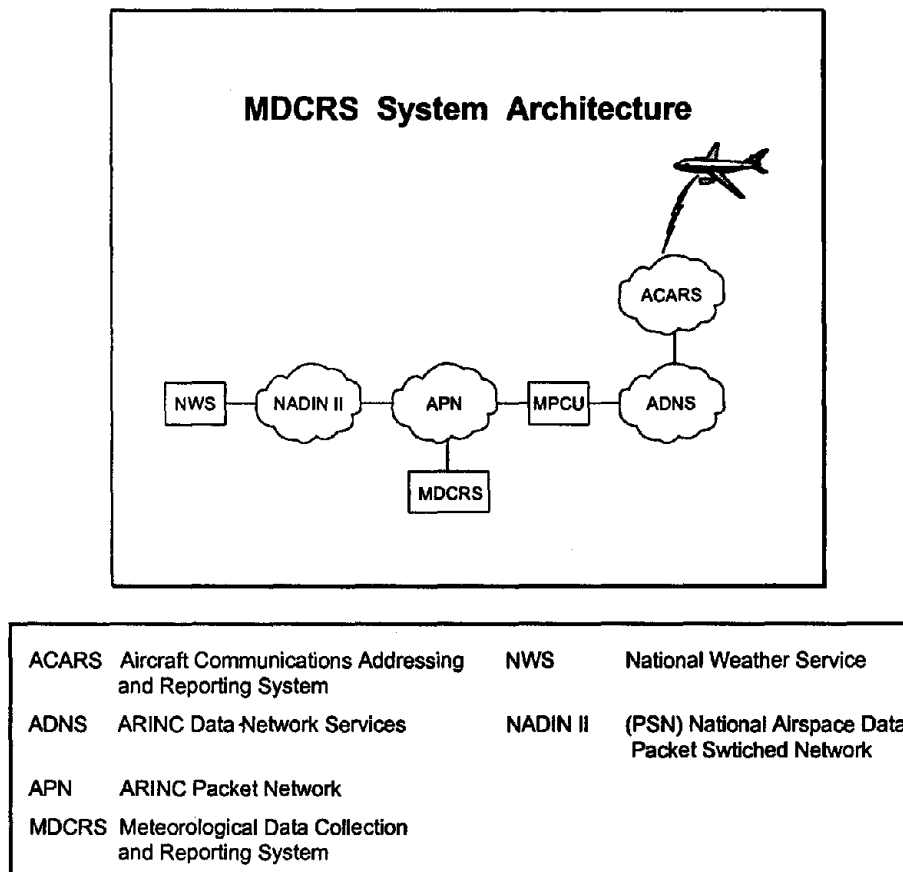 MDCRS System Architecture
ACARS
NWS
NADIN II
APN
MPCU
ADNS
MDCRS
ACARS Aircraft Communications Addressing
and Reporting System
NWS National Weather Service
ADNS ARINC Data Network Services
NADIN II (PSN) National Airspace Data
Packet Swtiched Network
APN ARINC Packet Network
MDCRS Meteorological Data Collection
and Reporting System